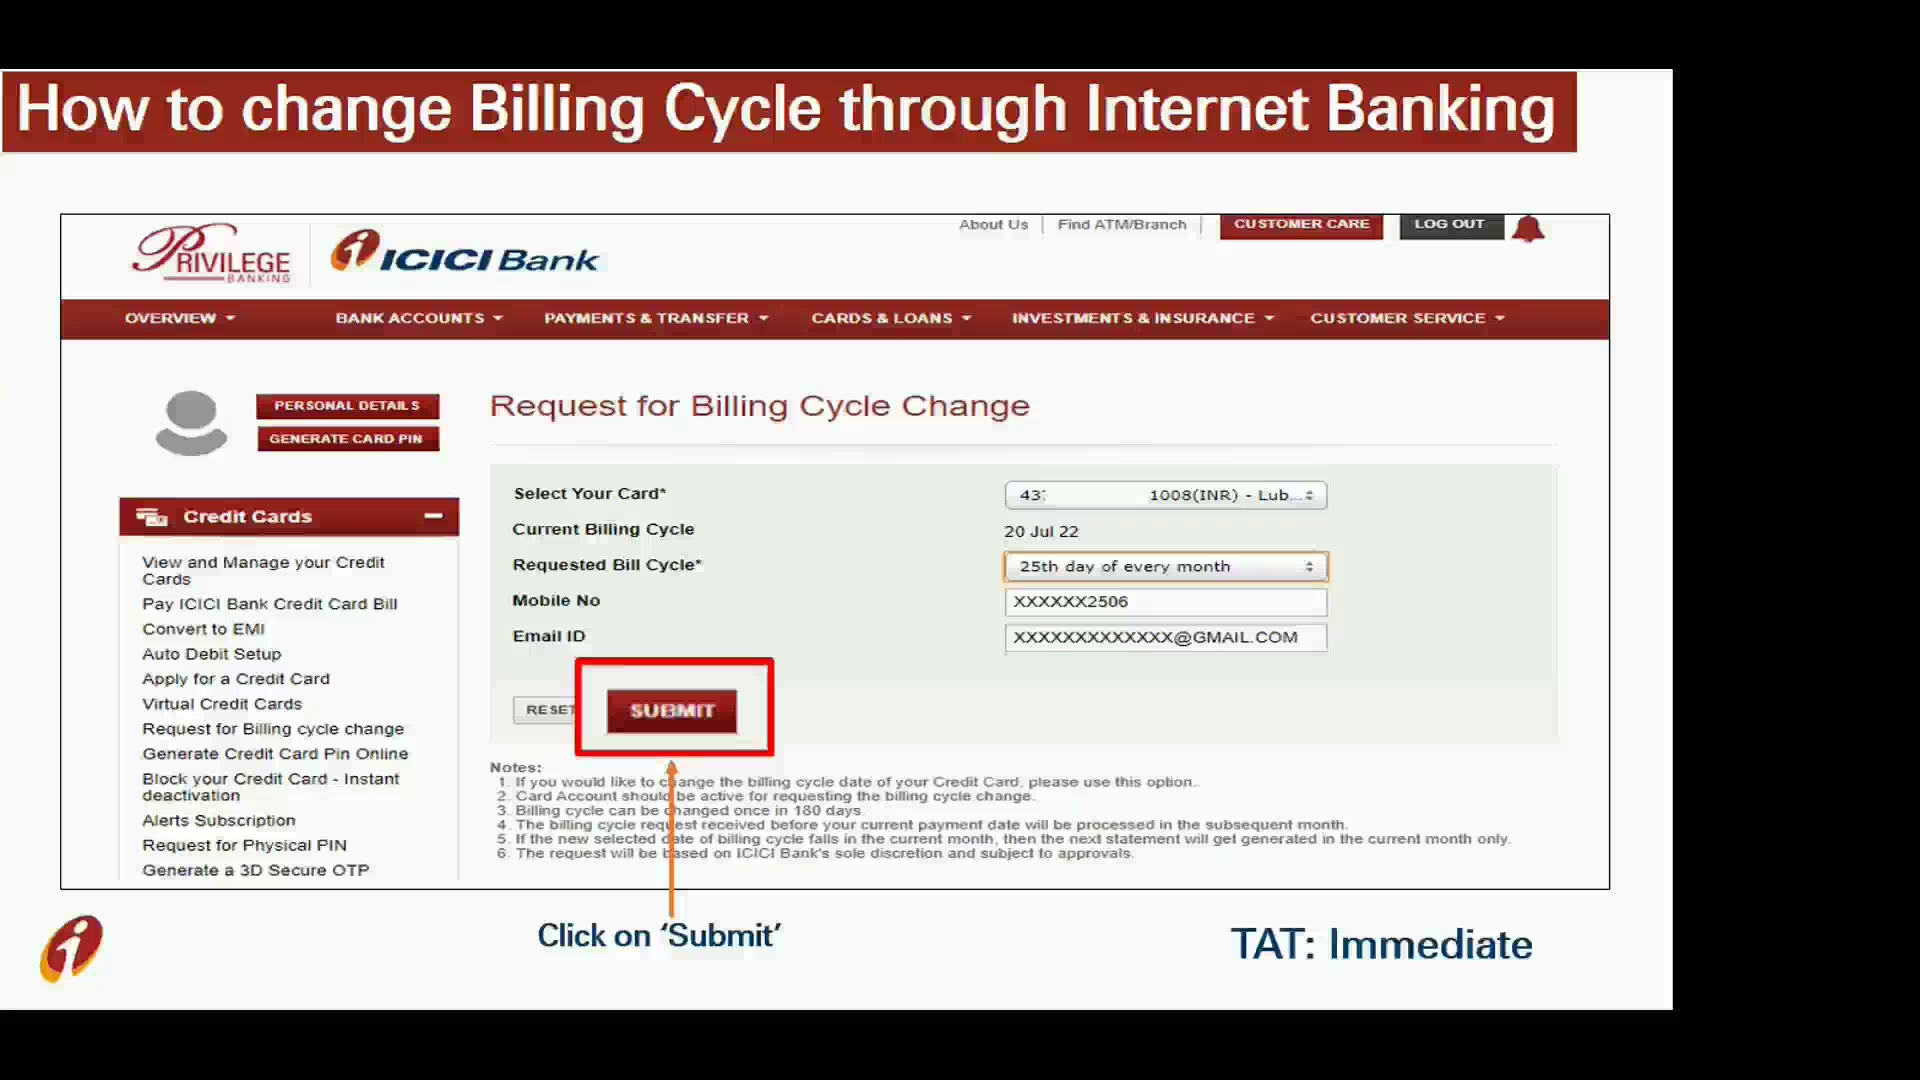 How to change Billing Cycle through Internet Banking
PRIVILEGE
BANKING
ICICI Bank
About Us
Find ATM/Branch
CUSTOMER CARE
LOG OUT
OVERVIEW
BANK ACCOUNTS
PAYMENTS & TRANSFER
CARDS & LOANS
INVESTMENTS & INSURANCE
CUSTOMER SERVICE
PERSONAL DETAILS
GENERATE CARD PIN
Credit Cards
View and Manage your Credit
Cards
Pay ICICI Bank Credit Card Bill
Convert to EMI
Auto Debit Setup
Apply for a Credit Card
Virtual Credit Cards
Request for Billing cycle change
Generate Credit Card Pin Online
Block your Credit Card - Instant
deactivation
Alerts Subscription
Request for Physical PIN
Generate a 3D Secure OTP
Request for Billing Cycle Change
Select Your Card* 43 1008(INR) - Lub...
Current Billing Cycle 20 Jul 22
Requested Bill Cycle* 25th day of every month
Mobile No XXXXXX2506
Email ID XXXXXXXXXXXXX@GMAIL.COM
RESET
SUBMIT
Notes:
1. If you would like to change the billing cycle date of your Credit Card, please use this option.
2. Card Account should be active for requesting the billing cycle change.
3. Billing cycle can be changed once in 180 days.
4. The billing cycle request received before your current payment date will be processed in the subsequent month.
5. If the new selected date of billing cycle falls in the current month, then the next statement will get generated in the current month only.
6. The request will be based on ICICI Bank's sole discretion and subject to approvals.
Click on ‘Submit’
TAT: Immediate